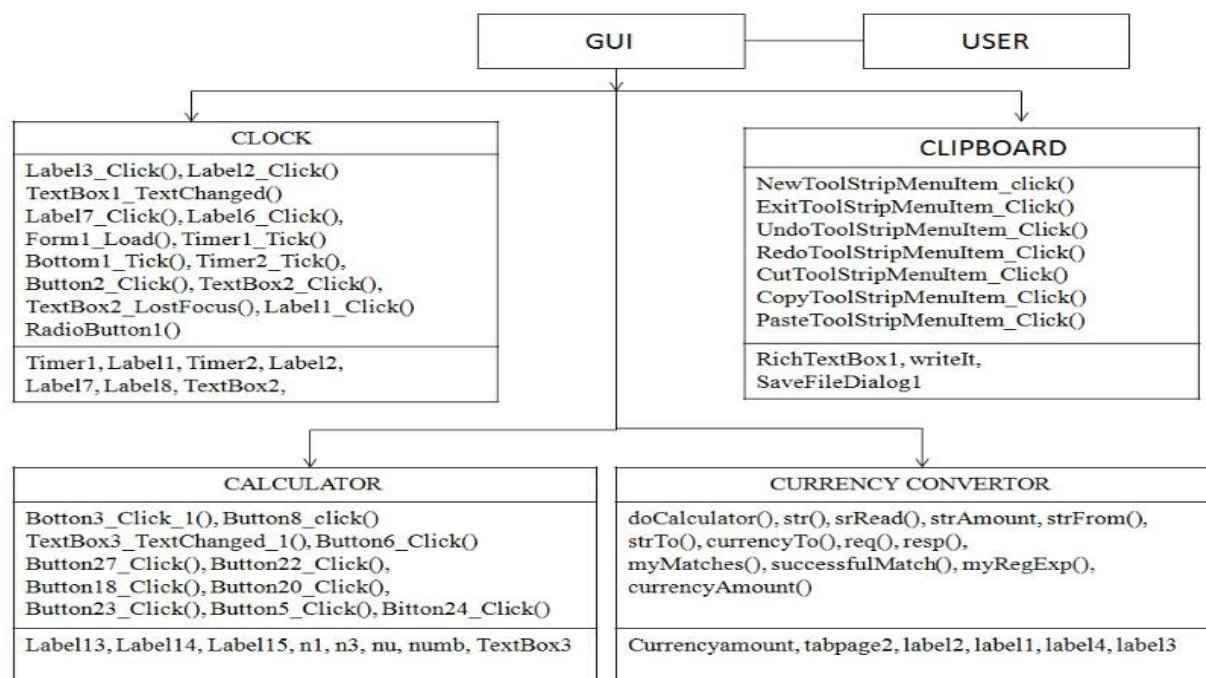 GUI
USER
CLOCK
Label3_Click(), Label2_Click()
TextBox1_TextChanged()
Label7_Click(), Label6_Click(),
Form1_Load(), Timer1_Tick()
Bottom1_Tick(), Timer2_Tick(),
Button2_Click(), TextBox2_Click(),
TextBox2_LostFocus(), Label1_Click()
RadioButton1()
Timer1, Label1, Timer2, Label2,
Label7, Label8, TextBox2,
CLIPBOARD
NewToolStripMenuItem_click()
ExitToolStripMenuItem_Click()
UndoToolStripMenuItem_Click()
RedoToolStripMenuItem_Click()
CutToolStripMenuItem_Click()
CopyToolStripMenuItem_Click()
PasteToolStripMenuItem_Click()
RichTextBox1, writeIt,
SaveFileDialog1
CALCULATOR
Botton3_Click_1(), Button8_click()
TextBox3_TextChanged_1(), Button6_Click()
Button27_Click(), Button22_Click(),
Button18_Click(), Button20_Click(),
Button23_Click(), Button5_Click(), Bitton24_Click()
Label13, Label14, Label15, n1, n3, nu, numb, TextBox3
CURRENCY CONVERTOR
doCalculator(), str(), srRead(), strAmount, strFrom(),
strTo(), currencyTo(), req(), resp(),
myMatches(), successfulMatch(), myRegExp(),
currencyAmount()
Currencyamount, tabpage2, label2, label1, label4, label3